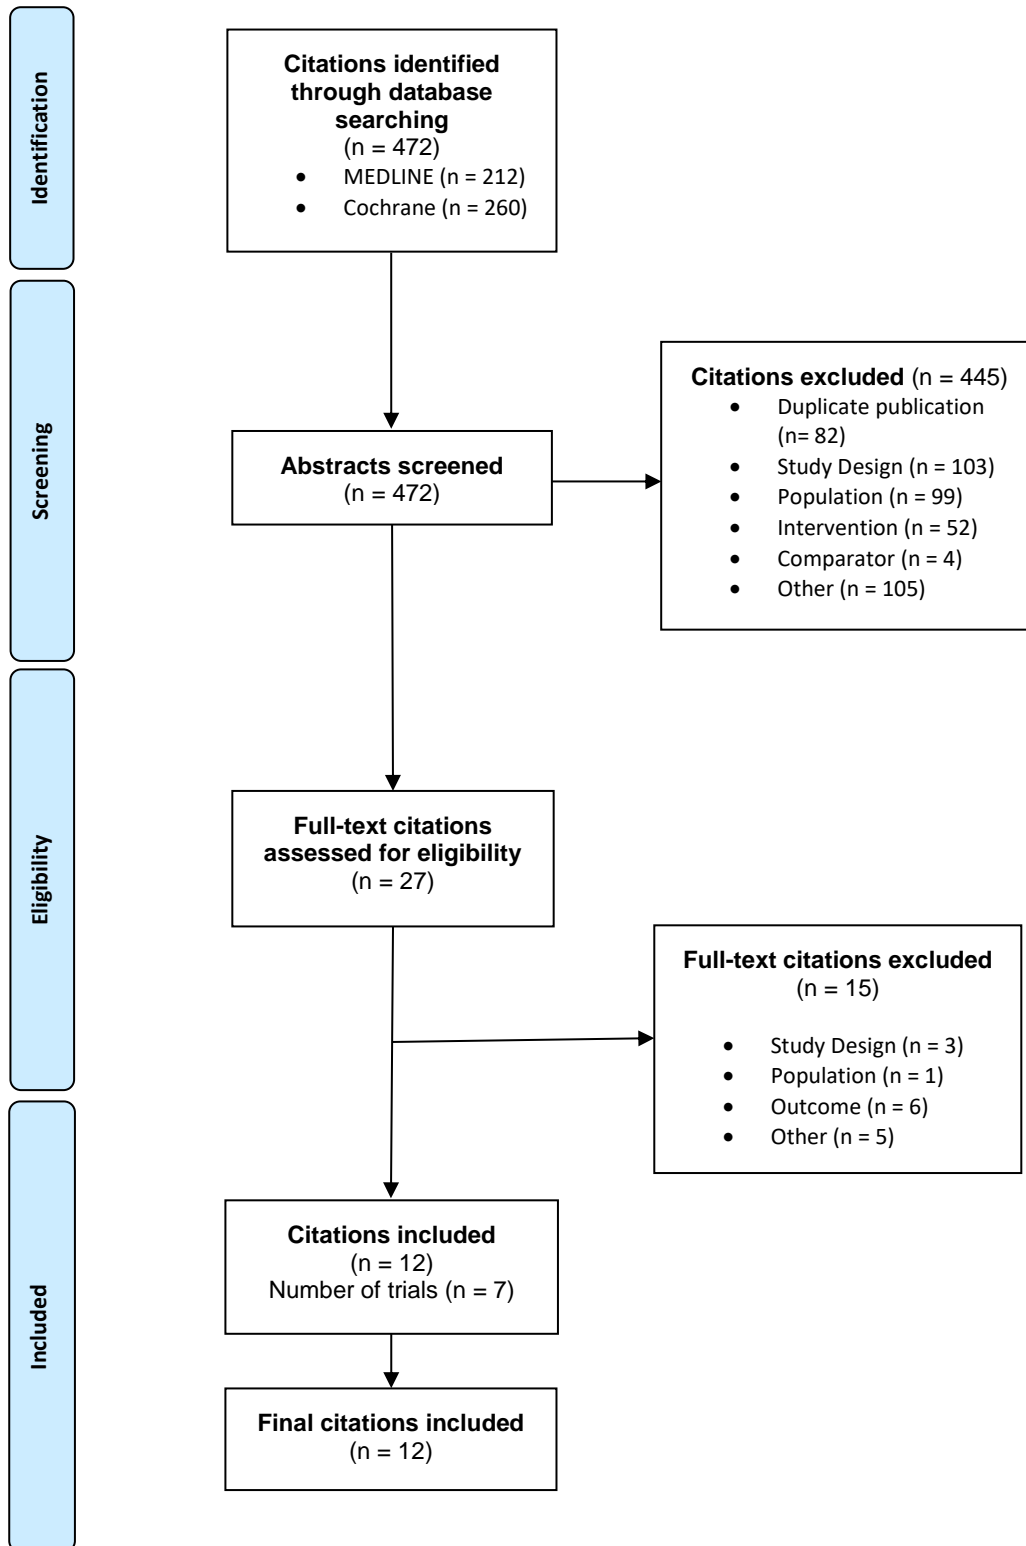 Identification
Citations identified
through database
searching
(n = 472)
• MEDLINE (n = 212)
• Cochrane (n = 260)
Screening
Abstracts screened
(n = 472)
Citations excluded (n = 445)
• Duplicate publication
(n= 82)
• Study Design (n = 103)
• Population (n = 99)
• Intervention (n = 52)
• Comparator (n = 4)
• Other (n = 105)
Eligibility
Full-text citations
assessed for eligibility
(n = 27)
Full-text citations excluded
(n = 15)
• Study Design (n = 3)
• Population (n = 1)
• Outcome (n = 6)
• Other (n = 5)
Included
Citations included
(n = 12)
Number of trials (n = 7)
Final citations included
(n = 12)